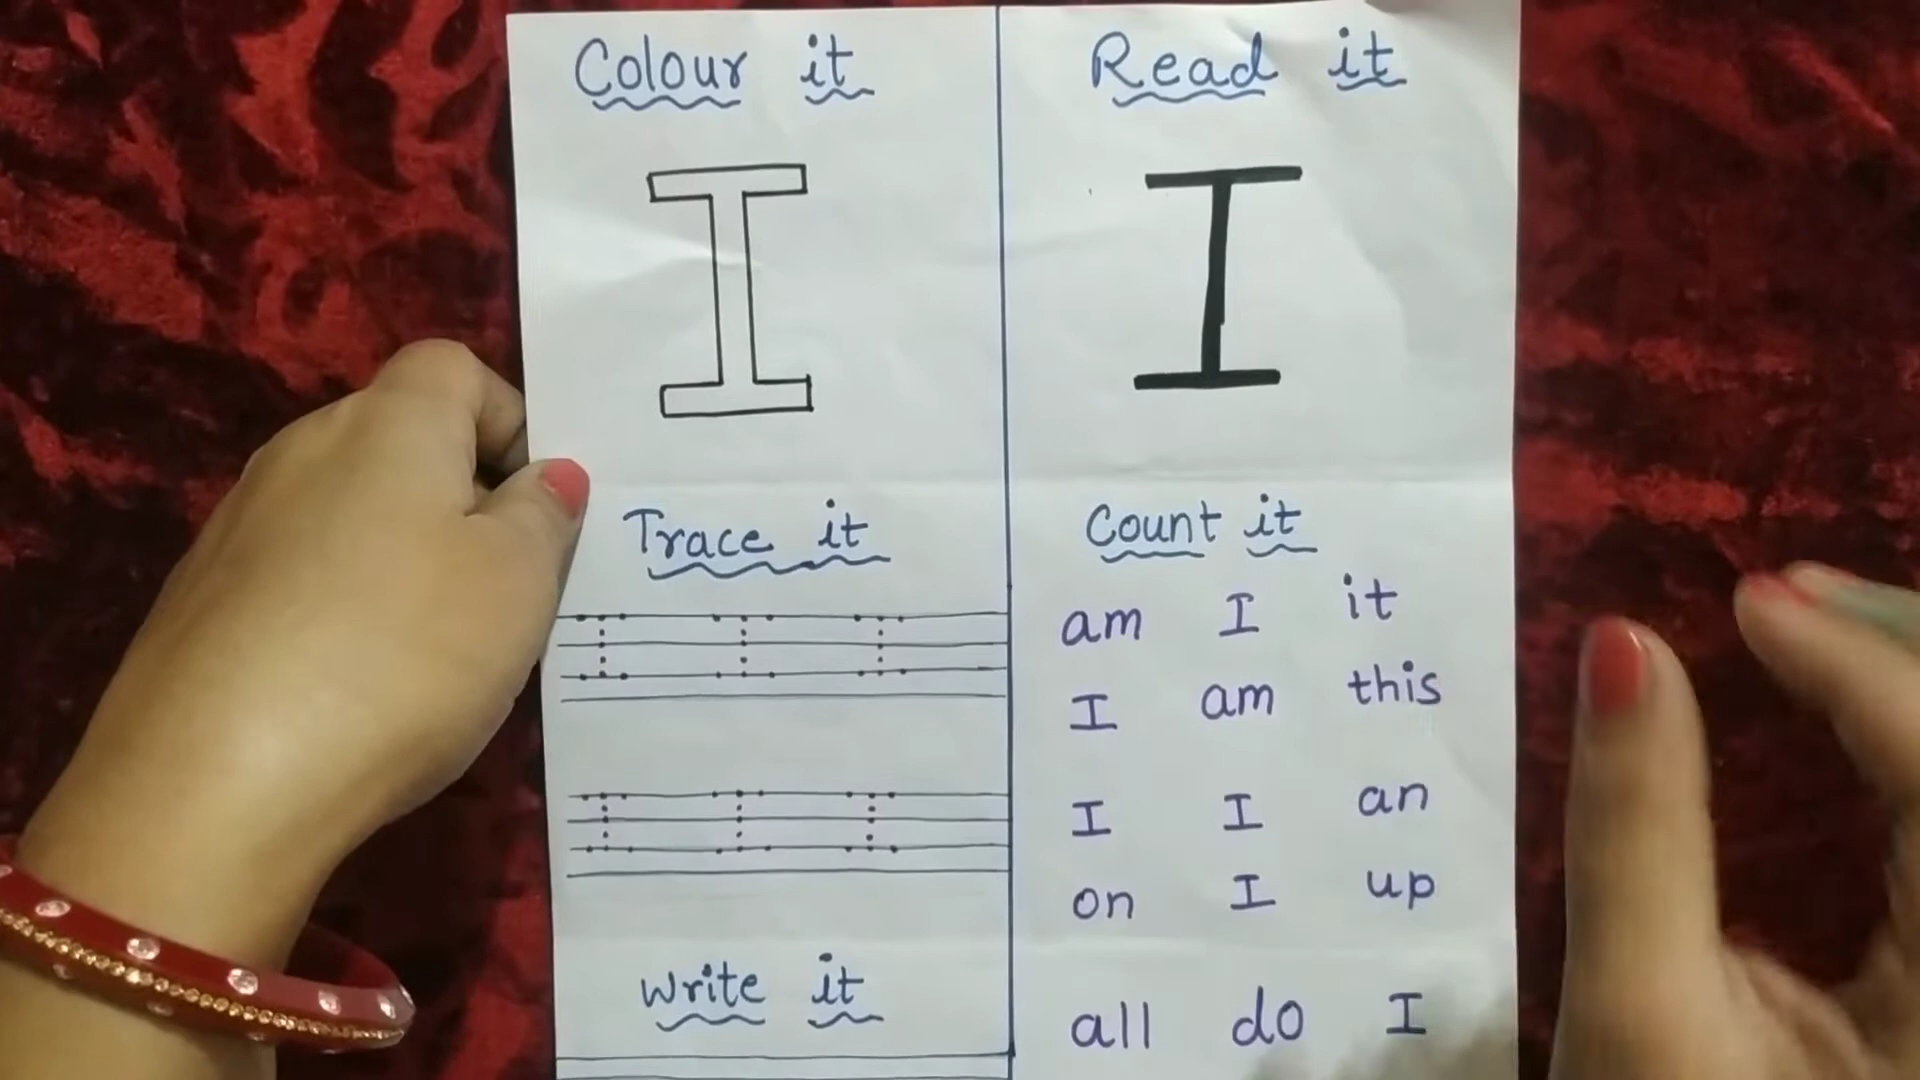 Colour it
I
Read it
I
Trace it
I I I
I I I
Count it
am I it
I am this
I I an
on I up
all do I
Write it